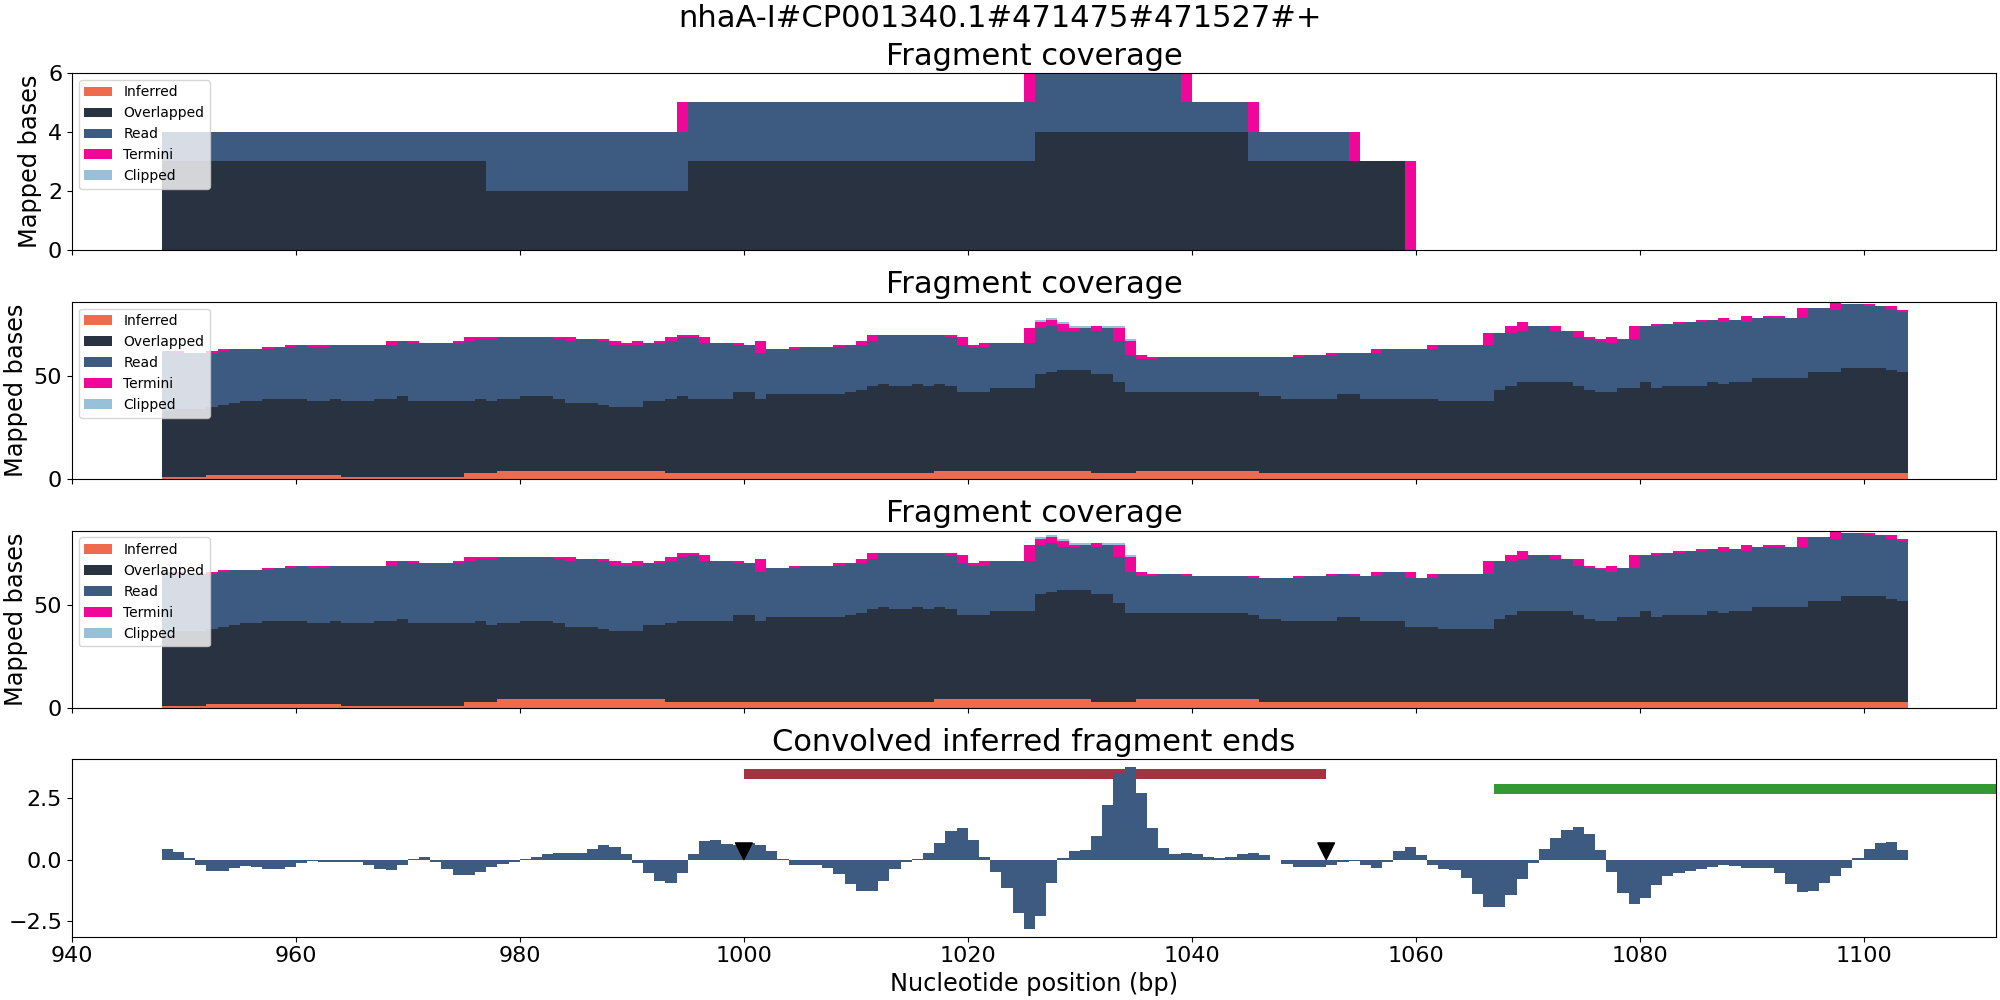 nhaA-I#CP001340.1#471475#471527#+
Fragment coverage
Mapped bases
6
4
2
0
Inferred
Overlapped
Read
Termini
Clipped
Fragment coverage
Mapped bases
50
0
Inferred
Overlapped
Read
Termini
Clipped
Fragment coverage
Mapped bases
50
0
Inferred
Overlapped
Read
Termini
Clipped
Convolved inferred fragment ends
2.5
0.0
−2.5
940 960 980 1000 1020 1040 1060 1080 1100
Nucleotide position (bp)